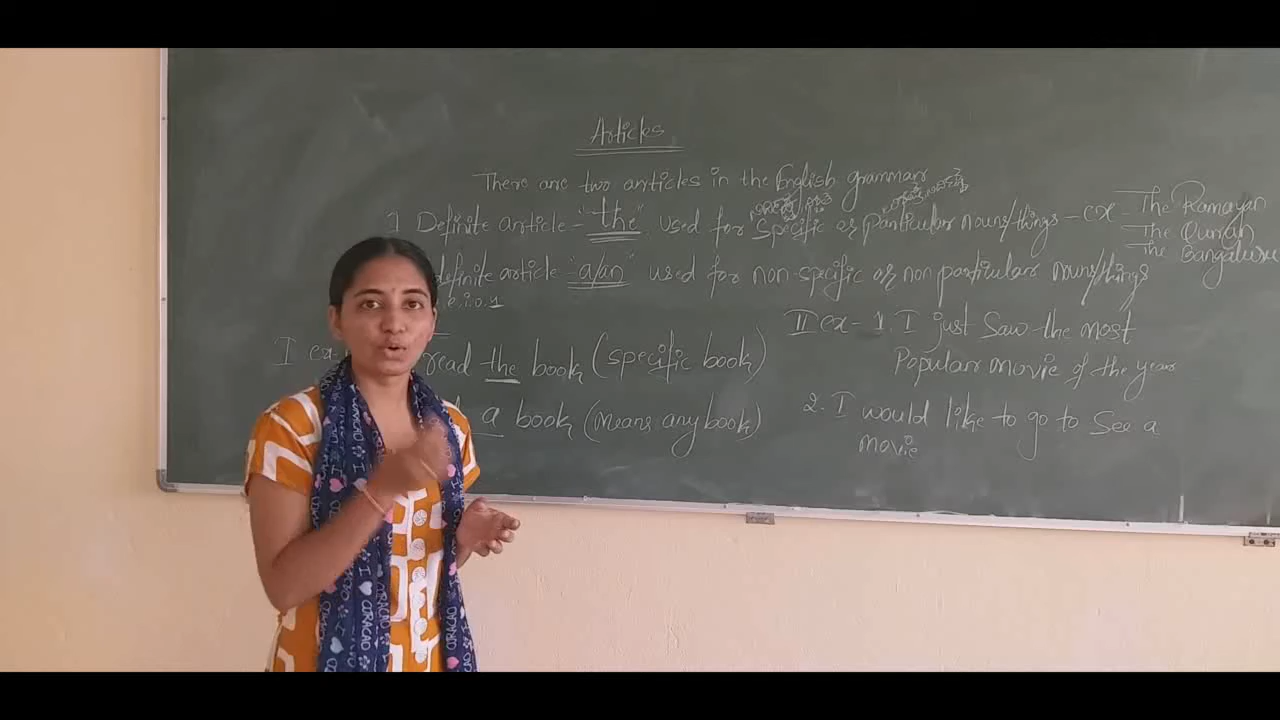 Articles
There are two articles in the English grammar
1 Definite article - "the" used for specific or particular nouns/things - ex - The Ramayan
The Qurran
The Bangalure
definite article "a/an" used for non-specific or non particular nouns/things
e.i.o.
I ex- read the book (specific book)
a book (Means any book)
II ex - 1. I just Saw the most
Popular movie of the year
2. I would like to go to See a
movie
I CURACAO